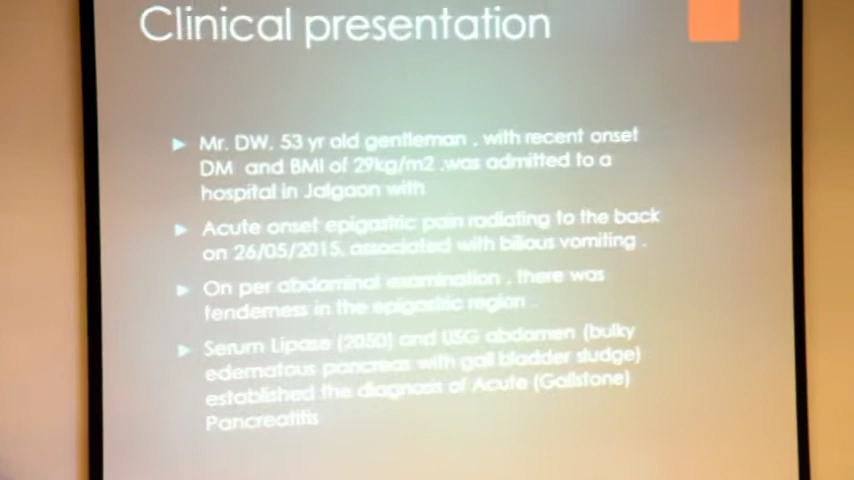 Clinical presentation
Mr. DW, 53 yr old gentleman , with recent onset
DM and BMI of 29kg/m2 ,was admitted to a
hospital in Jalgaon with
Acute onset epigastric pain radiating to the back
on 26/05/2015, associated with bilious vomiting .
On per abdominal examination , there was
tenderness in the epigastric region .
Serum Lipase (2050) and USG abdomen (bulky
edematous pancreas with gall bladder sludge)
established the diagnosis of Acute (Gallstone)
Pancreatitis